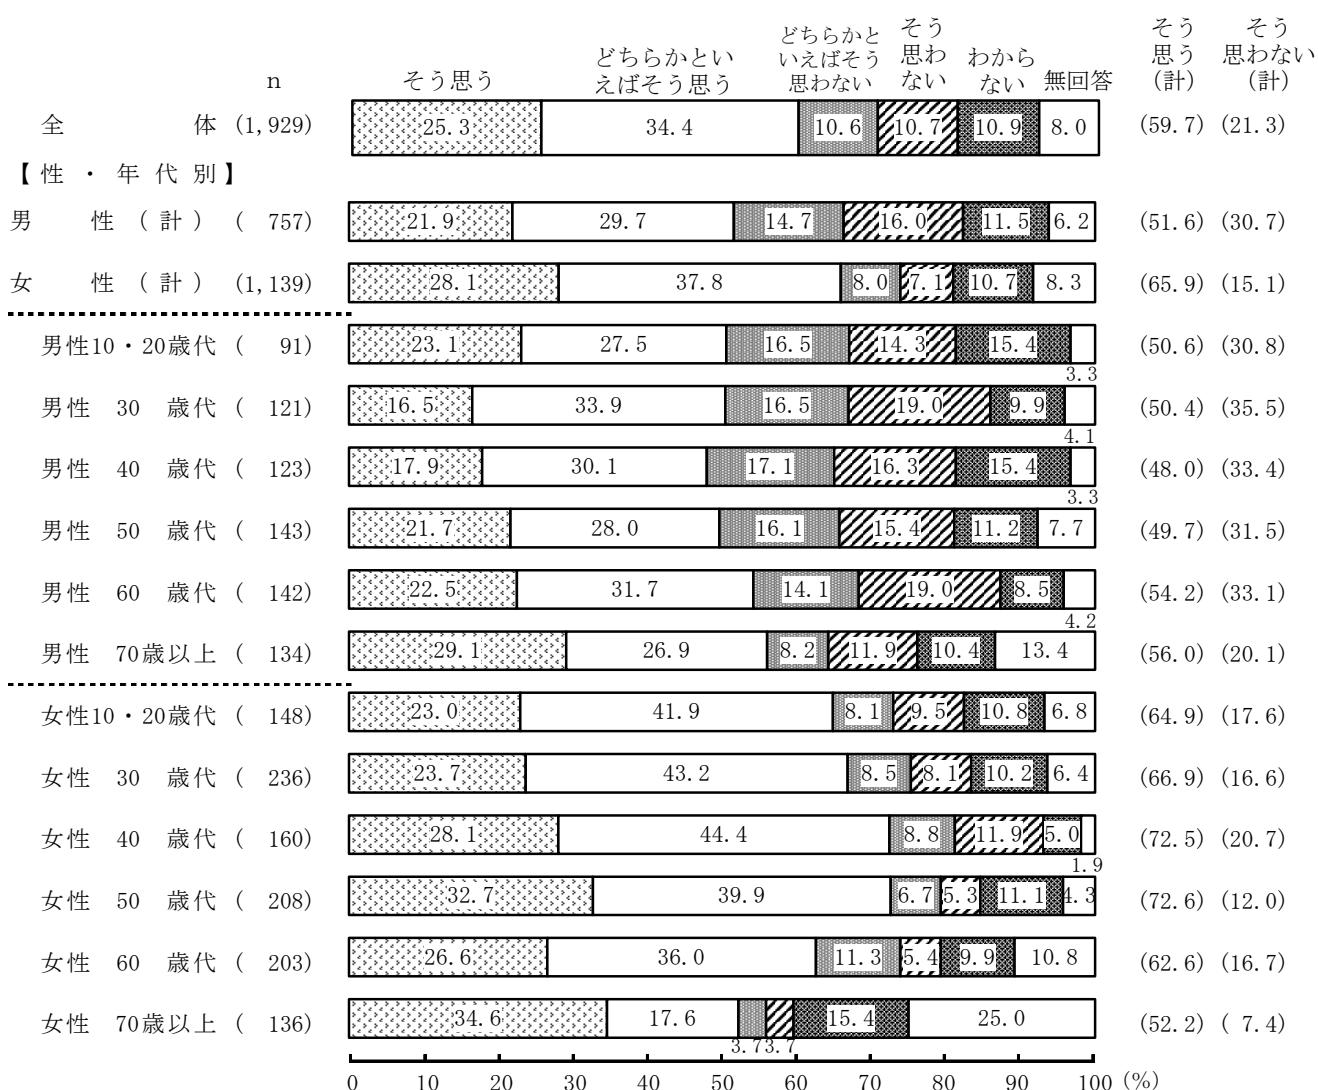 n そう思う どちらかといえばそう思う どちらかといえばそう思わない そう思わない わからない 無回答 そう思う(計) そう思わない(計)
全体 (1,929) 25.3 34.4 10.6 10.7 10.9 8.0 (59.7) (21.3)
【性・年代別】
男性(計) ( 757) 21.9 29.7 14.7 16.0 11.5 6.2 (51.6) (30.7)
女性(計) (1,139) 28.1 37.8 8.0 7.1 10.7 8.3 (65.9) (15.1)
男性10・20歳代 ( 91) 23.1 27.5 16.5 14.3 15.4 3.3 (50.6) (30.8)
男性 30 歳代 ( 121) 16.5 33.9 16.5 19.0 9.9 4.1 (50.4) (35.5)
男性 40 歳代 ( 123) 17.9 30.1 17.1 16.3 15.4 3.3 (48.0) (33.4)
男性 50 歳代 ( 143) 21.7 28.0 16.1 15.4 11.2 7.7 (49.7) (31.5)
男性 60 歳代 ( 142) 22.5 31.7 14.1 19.0 8.5 4.2 (54.2) (33.1)
男性 70歳以上 ( 134) 29.1 26.9 8.2 11.9 10.4 13.4 (56.0) (20.1)
女性10・20歳代 ( 148) 23.0 41.9 8.1 9.5 10.8 6.8 (64.9) (17.6)
女性 30 歳代 ( 236) 23.7 43.2 8.5 8.1 10.2 6.4 (66.9) (16.6)
女性 40 歳代 ( 160) 28.1 44.4 8.8 11.9 5.0 1.9 (72.5) (20.7)
女性 50 歳代 ( 208) 32.7 39.9 6.7 5.3 11.1 4.3 (72.6) (12.0)
女性 60 歳代 ( 203) 26.6 36.0 11.3 5.4 9.9 10.8 (62.6) (16.7)
女性 70歳以上 ( 136) 34.6 17.6 3.7 3.7 15.4 25.0 (52.2) ( 7.4)
0 10 20 30 40 50 60 70 80 90 100 (%)